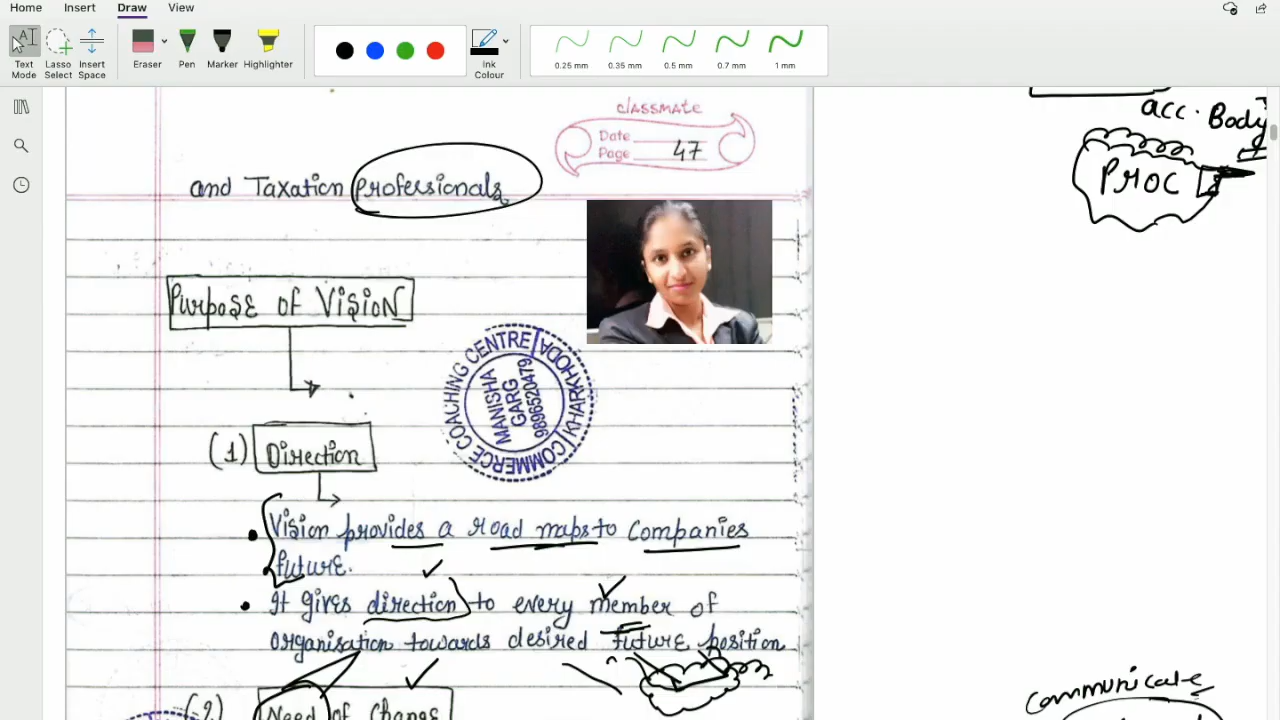 Home Insert Draw View
Text Mode
Lasso Select
Insert Space
Eraser
Pen
Marker
Highlighter
Ink Colour
0.25 mm 0.35 mm 0.5 mm 0.7 mm 1 mm
classmate
Date
Page 47
acc. Body
PROC
and Taxation professionals
Purpose of Vision
COMMERCE COACHING CENTRE KHARKHODA
MANISHA GARG
9896520479
(1) Direction
Vision provides a road maps to companies
future.
It gives direction to every member of
organisation towards desired future position
communicate
(2) Need of change